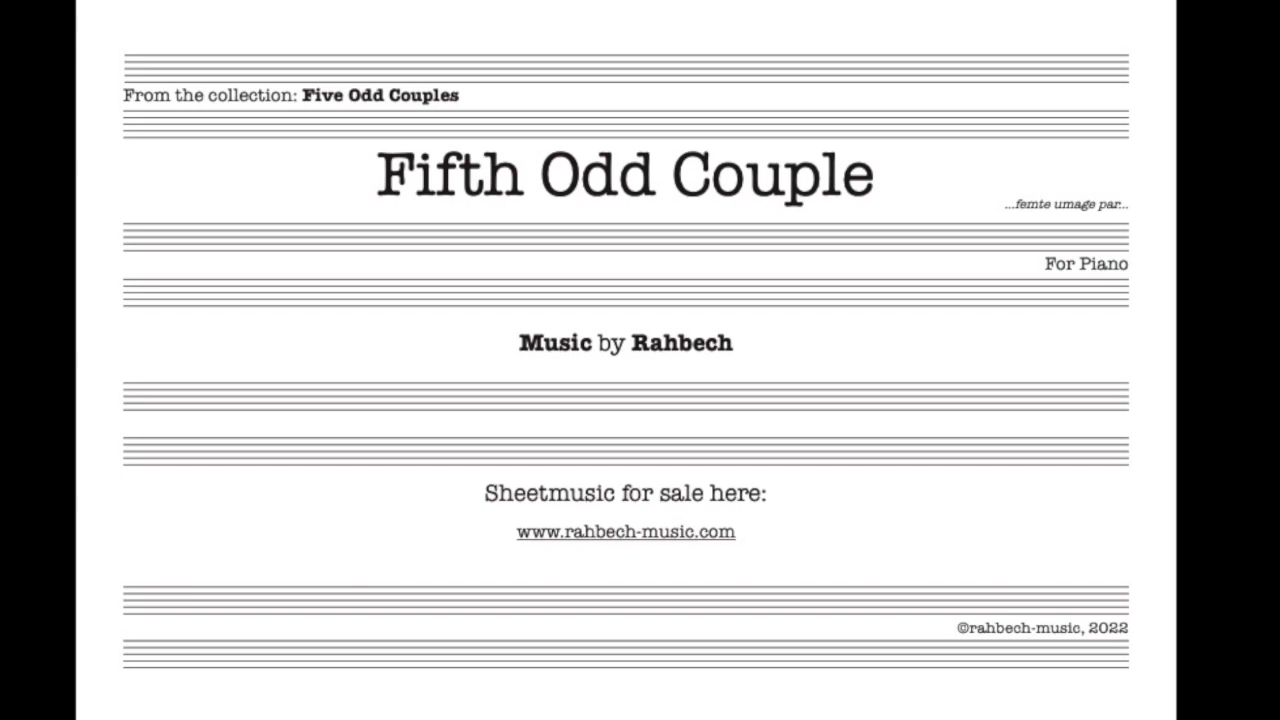 From the collection: Five Odd Couples
Fifth Odd Couple
...femte umage par...
For Piano
Music by Rahbech
Sheetmusic for sale here:
www.rahbech-music.com
©rahbech-music, 2022